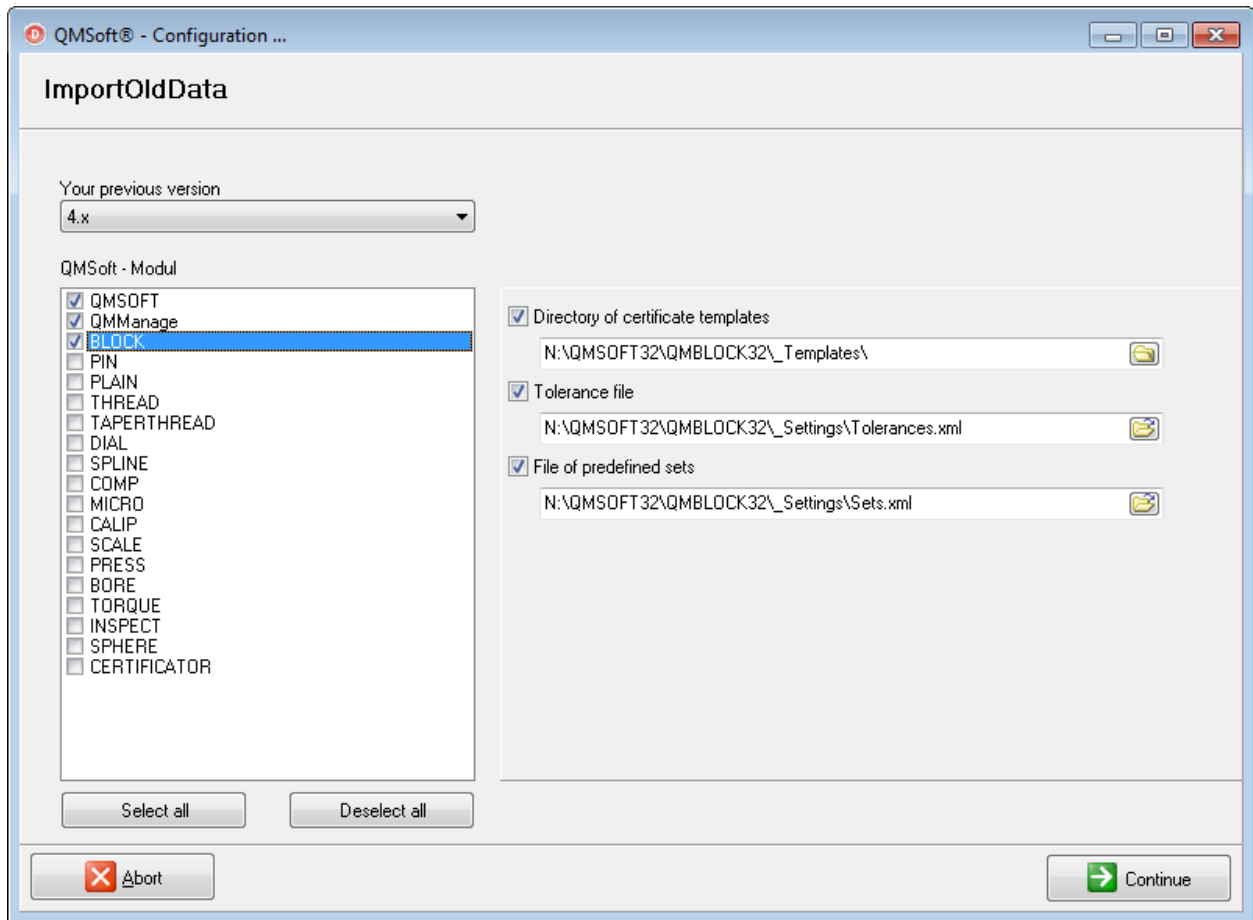 QMSoft® - Configuration ...
ImportOldData
Your previous version
4.x
QMSoft - Modul
QMSOFT
QMManage
BLOCK
PIN
PLAIN
THREAD
TAPERTHREAD
DIAL
SPLINE
COMP
MICRO
CALIP
SCALE
PRESS
BORE
TORQUE
INSPECT
SPHERE
CERTIFICATOR
Directory of certificate templates
N:\QMSOFT32\QMBLOCK32\_Templates\
Tolerance file
N:\QMSOFT32\QMBLOCK32\_Settings\Tolerances.xml
File of predefined sets
N:\QMSOFT32\QMBLOCK32\_Settings\Sets.xml
Select all
Deselect all
Abort
Continue